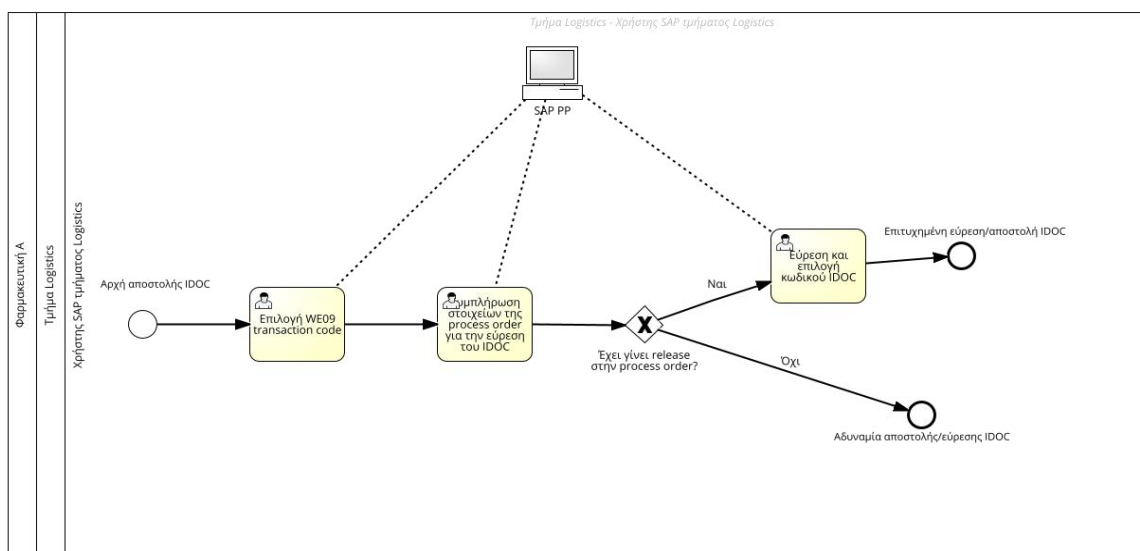 Τμήμα Logistics - Χρήστης SAP τμήματος Logistics
SAP PP
Φαρμακευτική Α
Τμήμα Logistics
Χρήστης SAP τμήματος Logistics
Αρχή αποστολής IDOC
Επιλογή WE09
transaction code
υμπλήρωση
στοιχείων της
process order
για την εύρεση
του IDOC
Έχει γίνει release
στην process order?
Ναι
Όχι
Εύρεση και
επιλογή
κωδικού IDOC
Επιτυχημένη εύρεση/αποστολή IDOC
Αδυναμία αποστολής/εύρεσης IDOC